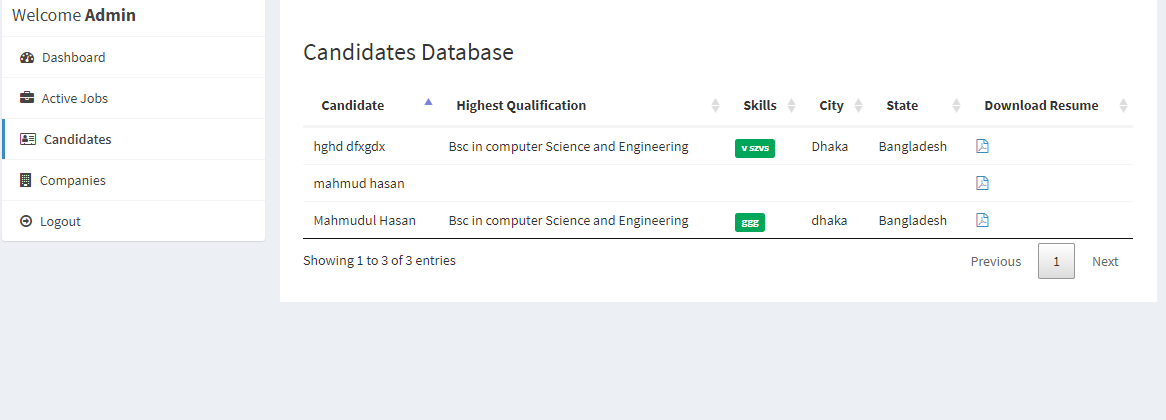 Welcome Admin
Dashboard
Active Jobs
Candidates
Companies
Logout
Candidates Database
Candidate Highest Qualification Skills City State Download Resume
hghd dfxgdx Bsc in computer Science and Engineering v szvs Dhaka Bangladesh
mahmud hasan
Mahmudul Hasan Bsc in computer Science and Engineering ggg dhaka Bangladesh
Showing 1 to 3 of 3 entries
Previous 1 Next